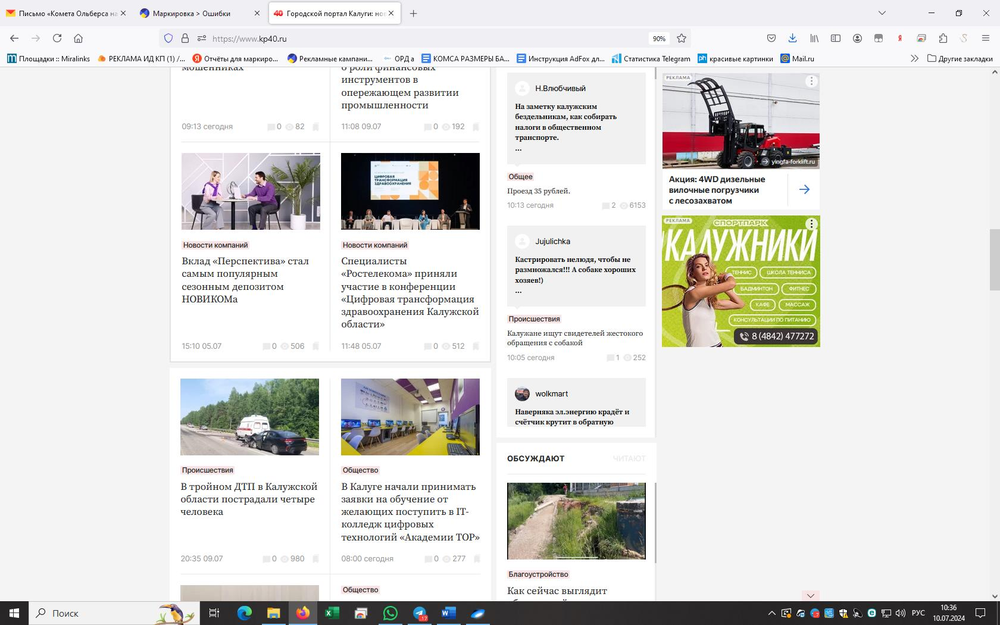 Письмо «Комета Ольберса на
Маркировка > Ошибки
40 Городской портал Калуги: нов
https://www.kp40.ru
90%
Площадки :: Miralinks
РЕКЛАМА ИД КП (1) /...
Отчёты для маркиро...
Рекламные кампани...
ОРД а
КОМСА РАЗМЕРЫ БА...
Инструкция AdFox дл...
Статистика Telegram
ph красивые картинки
Mail.ru
Другие закладки
мошенниках
09:13 сегодня
0 82
о роли финансовых
инструментов в
опережающем развитии
промышленности
11:08 09.07
0 192
Новости компаний
Вклад «Перспектива» стал
самым популярным
сезонным депозитом
НОВИКОМа
15:10 05.07
0 506
ЦИФРОВАЯ
ТРАНСФОРМАЦИЯ
ЗДРАВООХРАНЕНИЯ
Новости компаний
Специалисты
«Ростелекома» приняли
участие в конференции
«Цифровая трансформация
здравоохранения Калужской
области»
11:48 05.07
0 512
Происшествия
В тройном ДТП в Калужской
области пострадали четыре
человека
20:35 09.07
0 980
Общество
В Калуге начали принимать
заявки на обучение от
желающих поступить в IT-
колледж цифровых
технологий «Академии TOP»
08:00 сегодня
0 277
Общество
Н.Влюбчивый
На заметку калужским
бездельникам, как собирать
налоги в общественном
транспорте.
...
Общее
Проезд 35 рублей.
10:13 сегодня
2 6153
Jujulichka
Кастрировать нелюдя, чтобы не
размножался!!! А собаке хороших
хозяев!)
...
Происшествия
Калужане ищут свидетелей жестокого
обращения с собакой
10:05 сегодня
1 252
wolkmart
Наверняка эл.энергию крадёт и
счётчик крутит в обратную
ОБСУЖДАЮТ
ЧИТАЮТ
Благоустройство
Как сейчас выглядит
РЕКЛАМА
yingfa-forklift.ru
Акция: 4WD дизельные
вилочные погрузчики
с лесозахватом
РЕКЛАМА
СПОРТПАРК
КАЛУЖНИКИ
ТЕННИС
ШКОЛА ТЕННИСА
БАДМИНТОН
ФИТНЕС
КАФЕ
МАССАЖ
КОНСУЛЬТАЦИИ ПО ПИТАНИЮ
8 (4842) 477272
Поиск
РУС
10:36
10.07.2024